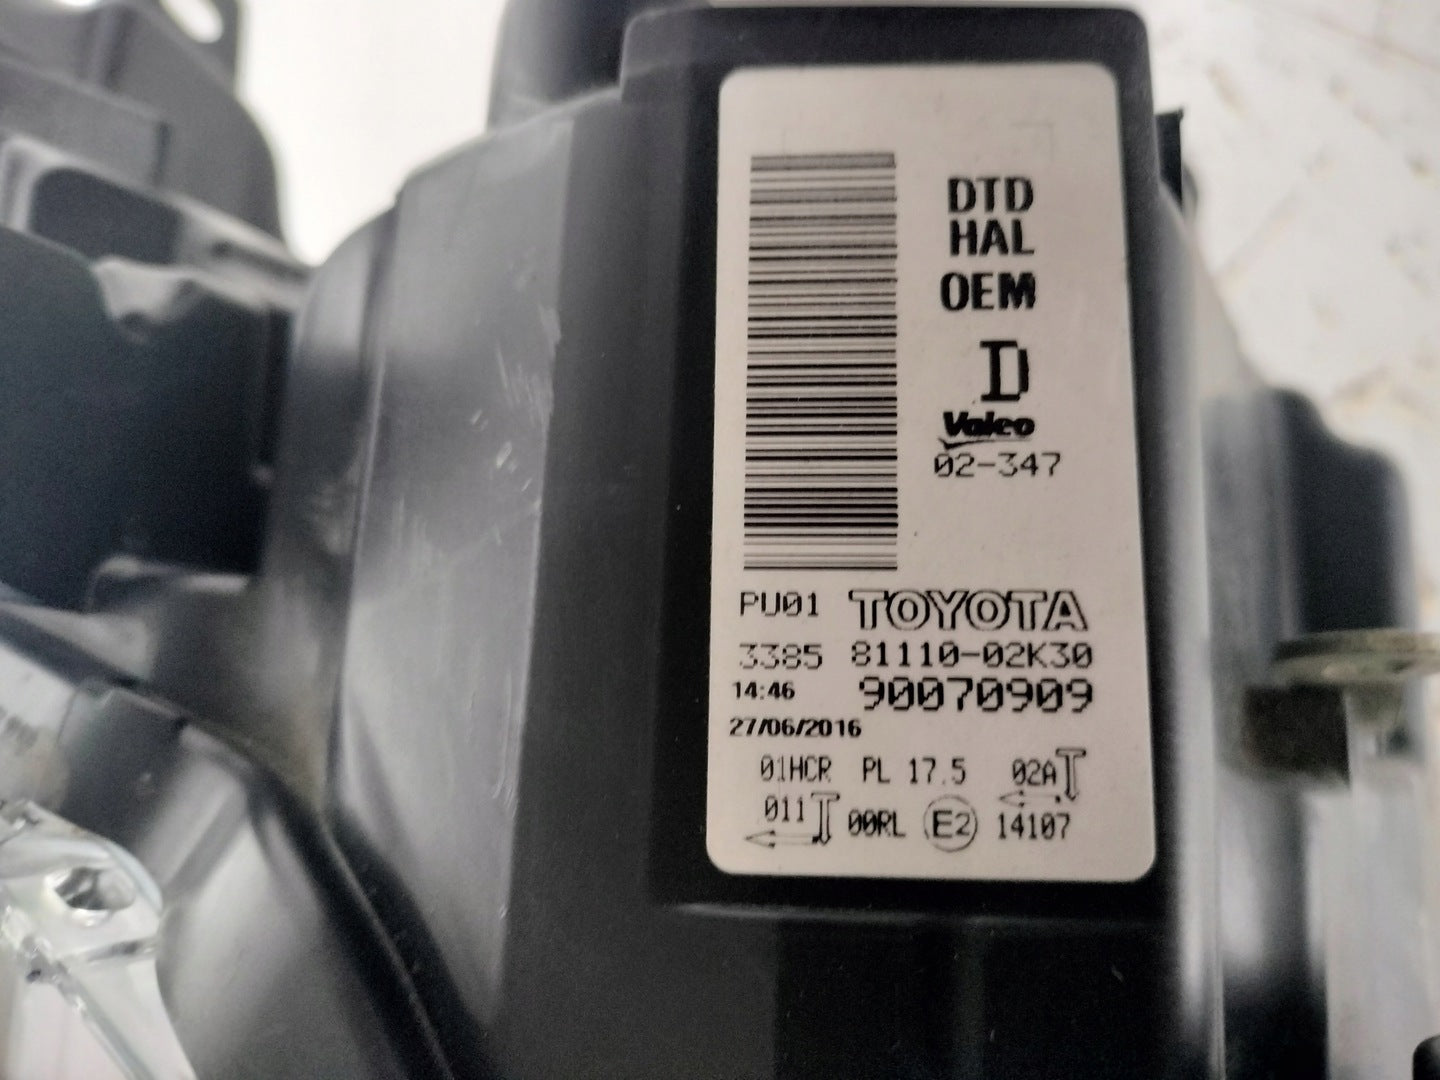 DTD
HAL
OEM
D
Valeo
02-347
PU01 TOYOTA
3385 81110-02K30
14:46 90070909
27/06/2016
01HCR PL 17.5 02A
011 00RL E2 14107